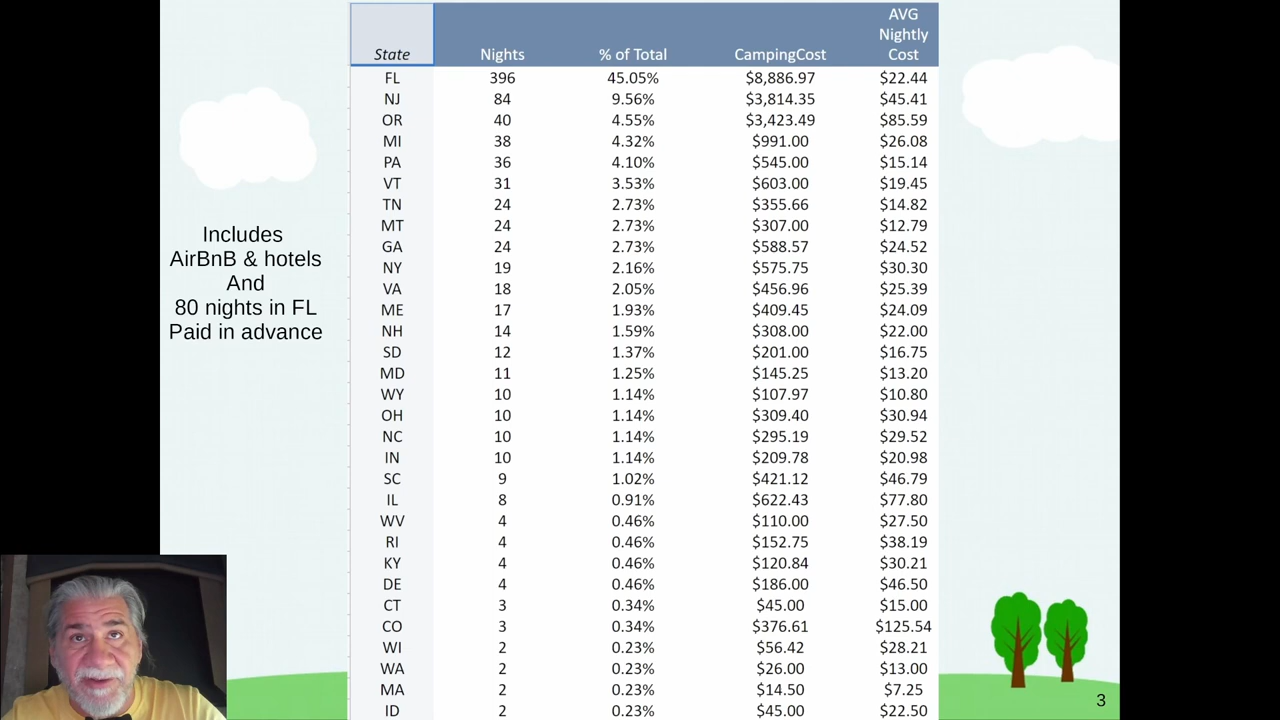 State Nights % of Total CampingCost AVG Nightly Cost
FL 396 45.05% $8,886.97 $22.44
NJ 84 9.56% $3,814.35 $45.41
OR 40 4.55% $3,423.49 $85.59
MI 38 4.32% $991.00 $26.08
PA 36 4.10% $545.00 $15.14
VT 31 3.53% $603.00 $19.45
TN 24 2.73% $355.66 $14.82
MT 24 2.73% $307.00 $12.79
GA 24 2.73% $588.57 $24.52
NY 19 2.16% $575.75 $30.30
VA 18 2.05% $456.96 $25.39
ME 17 1.93% $409.45 $24.09
NH 14 1.59% $308.00 $22.00
SD 12 1.37% $201.00 $16.75
MD 11 1.25% $145.25 $13.20
WY 10 1.14% $107.97 $10.80
OH 10 1.14% $309.40 $30.94
NC 10 1.14% $295.19 $29.52
IN 10 1.14% $209.78 $20.98
SC 9 1.02% $421.12 $46.79
IL 8 0.91% $622.43 $77.80
WV 4 0.46% $110.00 $27.50
RI 4 0.46% $152.75 $38.19
KY 4 0.46% $120.84 $30.21
DE 4 0.46% $186.00 $46.50
CT 3 0.34% $45.00 $15.00
CO 3 0.34% $376.61 $125.54
WI 2 0.23% $56.42 $28.21
WA 2 0.23% $26.00 $13.00
MA 2 0.23% $14.50 $7.25
ID 2 0.23% $45.00 $22.50
Includes
AirBnB & hotels
And
80 nights in FL
Paid in advance
3